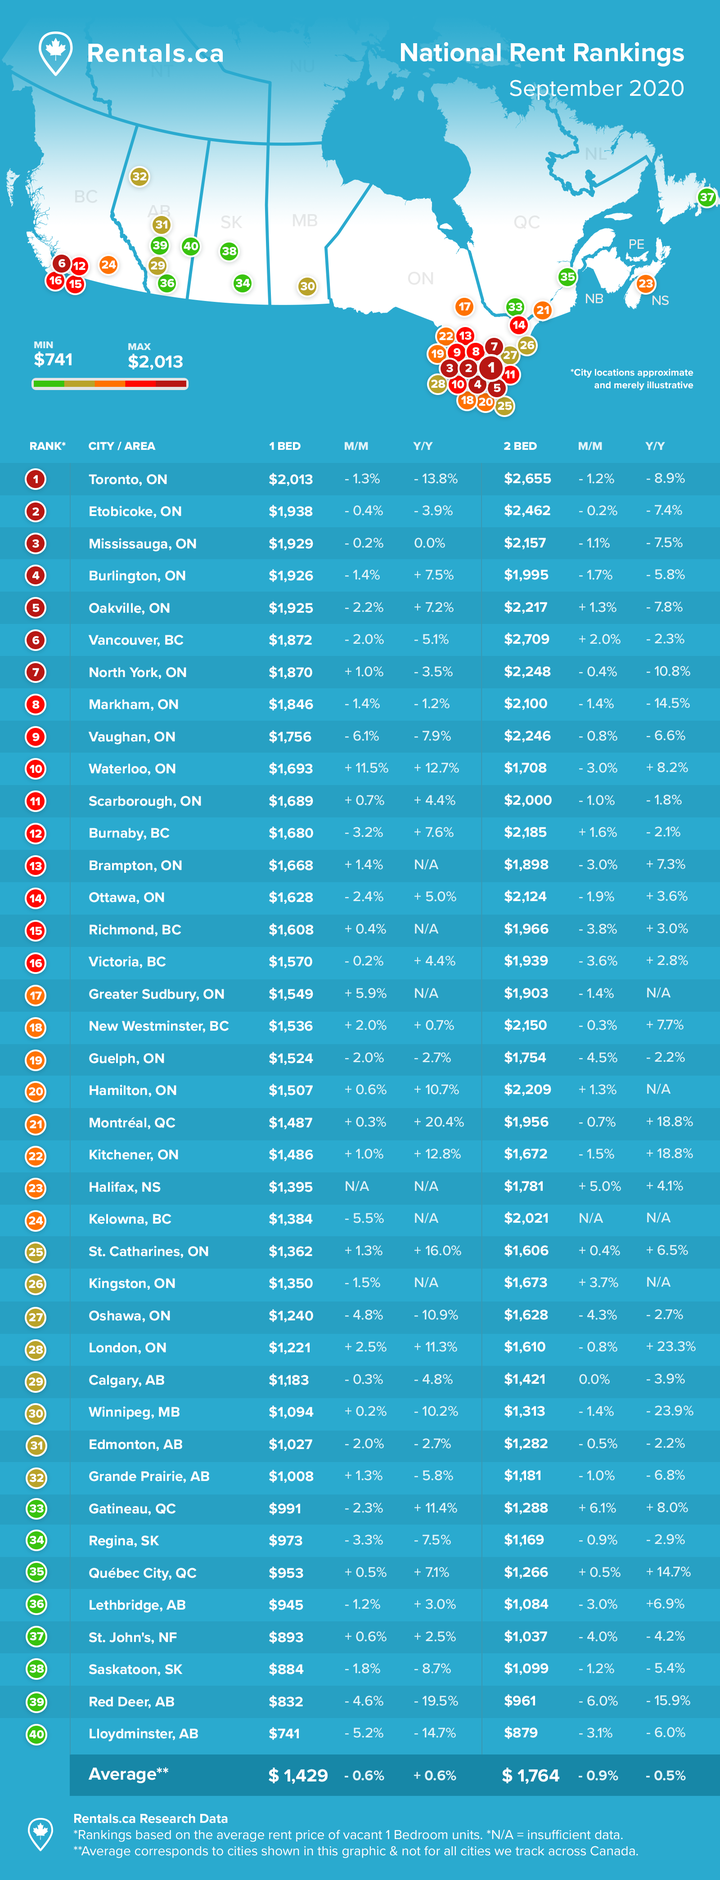 Rentals.ca
National Rent Rankings
September 2020
NT
NU
BC
AB
SK
MB
ON
QC
NL
PE
NB
NS
32
31
39
40
38
37
6
12
24
29
36
34
30
35
23
16
15
17
33
21
14
22
13
7
26
19
9
8
27
3
2
1
11
28
10
4
5
18
20
25
MIN
$741
MAX
$2,013
*City locations approximate
and merely illustrative
RANK* CITY / AREA 1 BED M/M Y/Y 2 BED M/M Y/Y
1 Toronto, ON $2,013 - 1.3% - 13.8% $2,655 - 1.2% - 8.9%
2 Etobicoke, ON $1,938 - 0.4% - 3.9% $2,462 - 0.2% - 7.4%
3 Mississauga, ON $1,929 - 0.2% 0.0% $2,157 - 1.1% - 7.5%
4 Burlington, ON $1,926 - 1.4% + 7.5% $1,995 - 1.7% - 5.8%
5 Oakville, ON $1,925 - 2.2% + 7.2% $2,217 + 1.3% - 7.8%
6 Vancouver, BC $1,872 - 2.0% - 5.1% $2,709 + 2.0% - 2.3%
7 North York, ON $1,870 + 1.0% - 3.5% $2,248 - 0.4% - 10.8%
8 Markham, ON $1,846 - 1.4% - 1.2% $2,100 - 1.4% - 14.5%
9 Vaughan, ON $1,756 - 6.1% - 7.9% $2,246 - 0.8% - 6.6%
10 Waterloo, ON $1,693 + 11.5% + 12.7% $1,708 - 3.0% + 8.2%
11 Scarborough, ON $1,689 + 0.7% + 4.4% $2,000 - 1.0% - 1.8%
12 Burnaby, BC $1,680 - 3.2% + 7.6% $2,185 + 1.6% - 2.1%
13 Brampton, ON $1,668 + 1.4% N/A $1,898 - 3.0% + 7.3%
14 Ottawa, ON $1,628 - 2.4% + 5.0% $2,124 - 1.9% + 3.6%
15 Richmond, BC $1,608 + 0.4% N/A $1,966 - 3.8% + 3.0%
16 Victoria, BC $1,570 - 0.2% + 4.4% $1,939 - 3.6% + 2.8%
17 Greater Sudbury, ON $1,549 + 5.9% N/A $1,903 - 1.4% N/A
18 New Westminster, BC $1,536 + 2.0% + 0.7% $2,150 - 0.3% + 7.7%
19 Guelph, ON $1,524 - 2.0% - 2.7% $1,754 - 4.5% - 2.2%
20 Hamilton, ON $1,507 + 0.6% + 10.7% $2,209 + 1.3% N/A
21 Montréal, QC $1,487 + 0.3% + 20.4% $1,956 - 0.7% + 18.8%
22 Kitchener, ON $1,486 + 1.0% + 12.8% $1,672 - 1.5% + 18.8%
23 Halifax, NS $1,395 N/A N/A $1,781 + 5.0% + 4.1%
24 Kelowna, BC $1,384 - 5.5% N/A $2,021 N/A N/A
25 St. Catharines, ON $1,362 + 1.3% + 16.0% $1,606 + 0.4% + 6.5%
26 Kingston, ON $1,350 - 1.5% N/A $1,673 + 3.7% N/A
27 Oshawa, ON $1,240 - 4.8% - 10.9% $1,628 - 4.3% - 2.7%
28 London, ON $1,221 + 2.5% + 11.3% $1,610 - 0.8% + 23.3%
29 Calgary, AB $1,183 - 0.3% - 4.8% $1,421 0.0% - 3.9%
30 Winnipeg, MB $1,094 + 0.2% - 10.2% $1,313 - 1.4% - 23.9%
31 Edmonton, AB $1,027 - 2.0% - 2.7% $1,282 - 0.5% - 2.2%
32 Grande Prairie, AB $1,008 + 1.3% - 5.8% $1,181 - 1.0% - 6.8%
33 Gatineau, QC $991 - 2.3% + 11.4% $1,288 + 6.1% + 8.0%
34 Regina, SK $973 - 3.3% - 7.5% $1,169 - 0.9% - 2.9%
35 Québec City, QC $953 + 0.5% + 7.1% $1,266 + 0.5% + 14.7%
36 Lethbridge, AB $945 - 1.2% + 3.0% $1,084 - 3.0% +6.9%
37 St. John's, NF $893 + 0.6% + 2.5% $1,037 - 4.0% - 4.2%
38 Saskatoon, SK $884 - 1.8% - 8.7% $1,099 - 1.2% - 5.4%
39 Red Deer, AB $832 - 4.6% - 19.5% $961 - 6.0% - 15.9%
40 Lloydminster, AB $741 - 5.2% - 14.7% $879 - 3.1% - 6.0%
Average** $ 1,429 - 0.6% + 0.6% $ 1,764 - 0.9% - 0.5%
Rentals.ca Research Data
*Rankings based on the average rent price of vacant 1 Bedroom units. *N/A = insufficient data.
**Average corresponds to cities shown in this graphic & not for all cities we track across Canada.